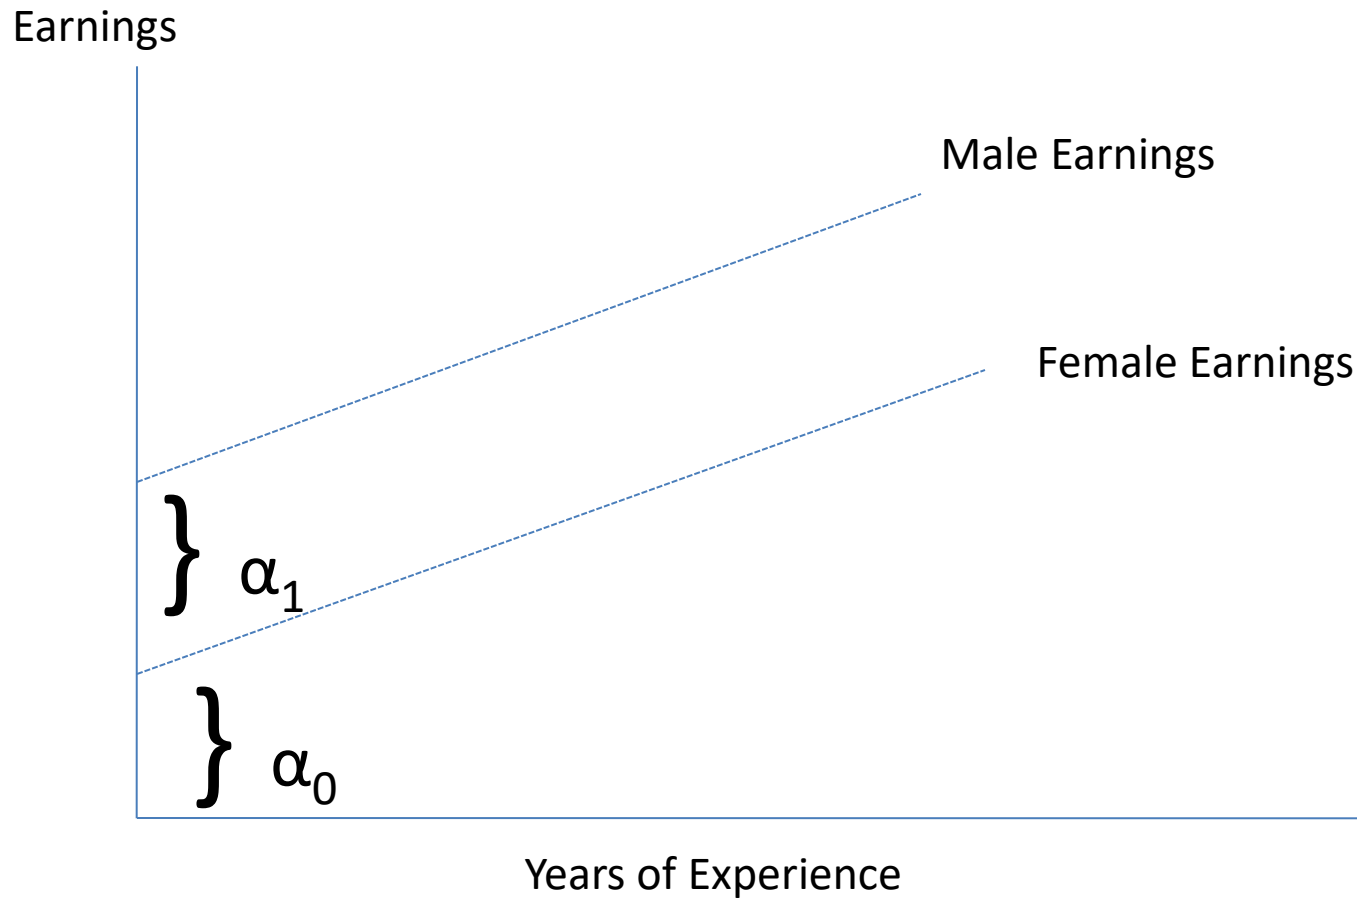 Earnings
Male Earnings
Female Earnings
} α₁
} α₀
Years of Experience